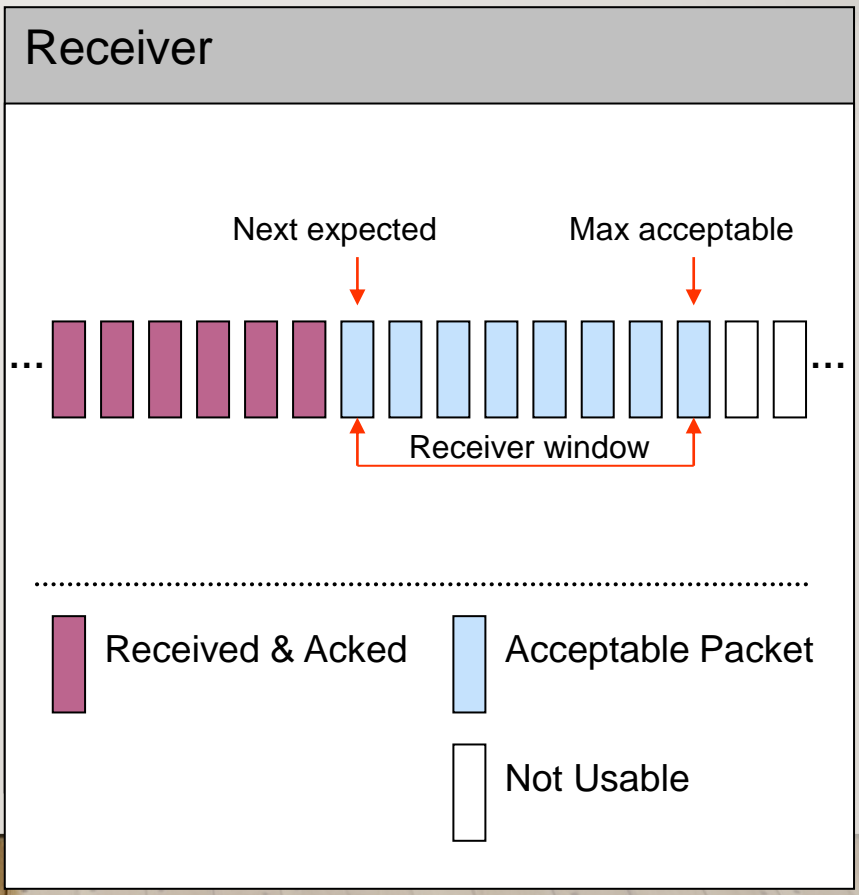 Receiver
Next expected Max acceptable
... ...
Receiver window
Received & Acked Acceptable Packet
Not Usable